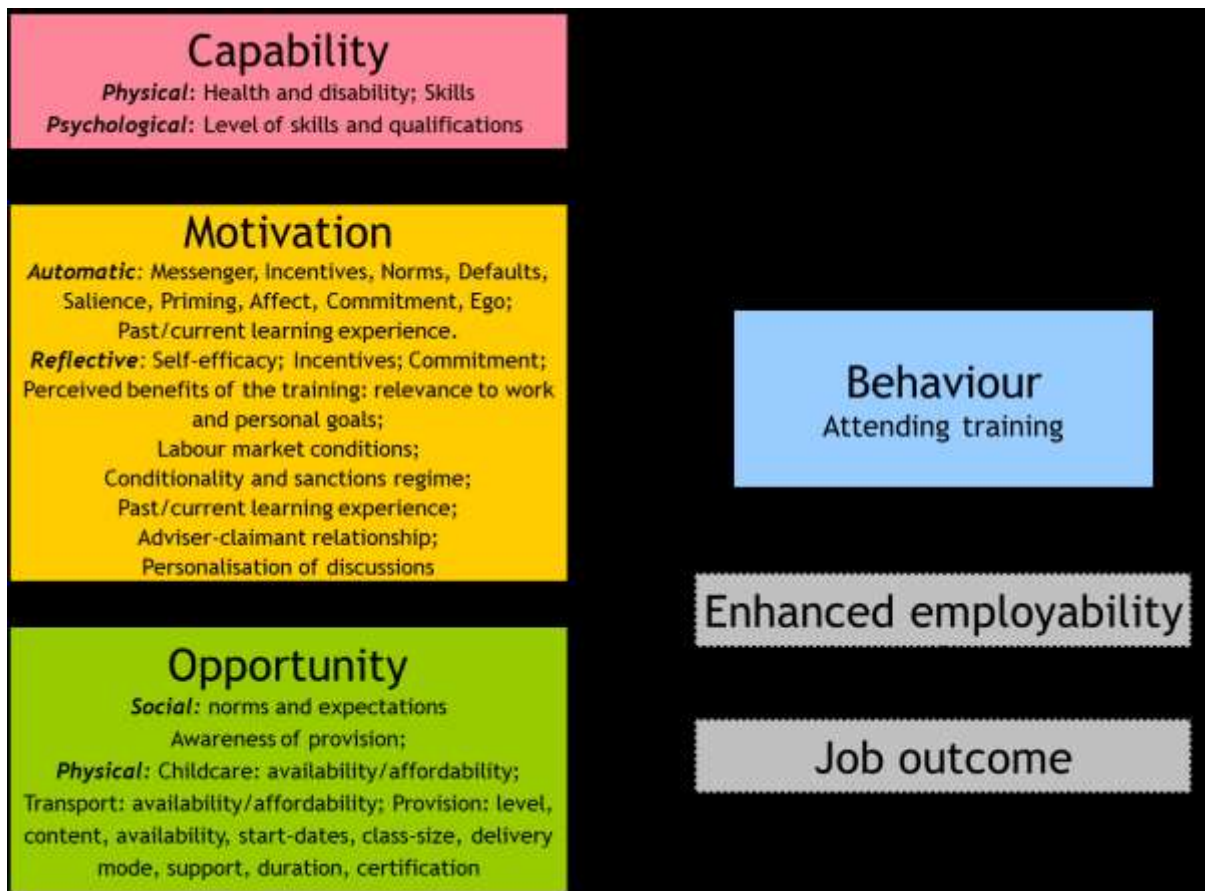 Capability
Physical: Health and disability; Skills
Psychological: Level of skills and qualifications
Motivation
Automatic: Messenger, Incentives, Norms, Defaults,
Salience, Priming, Affect, Commitment, Ego;
Past/current learning experience.
Reflective: Self-efficacy; Incentives; Commitment;
Perceived benefits of the training: relevance to work
and personal goals;
Labour market conditions;
Conditionality and sanctions regime;
Past/current learning experience;
Adviser-claimant relationship;
Personalisation of discussions
Opportunity
Social: norms and expectations
Awareness of provision;
Physical: Childcare: availability/affordability;
Transport: availability/affordability; Provision: level,
content, availability, start-dates, class-size, delivery
mode, support, duration, certification
Behaviour
Attending training
Enhanced employability
Job outcome